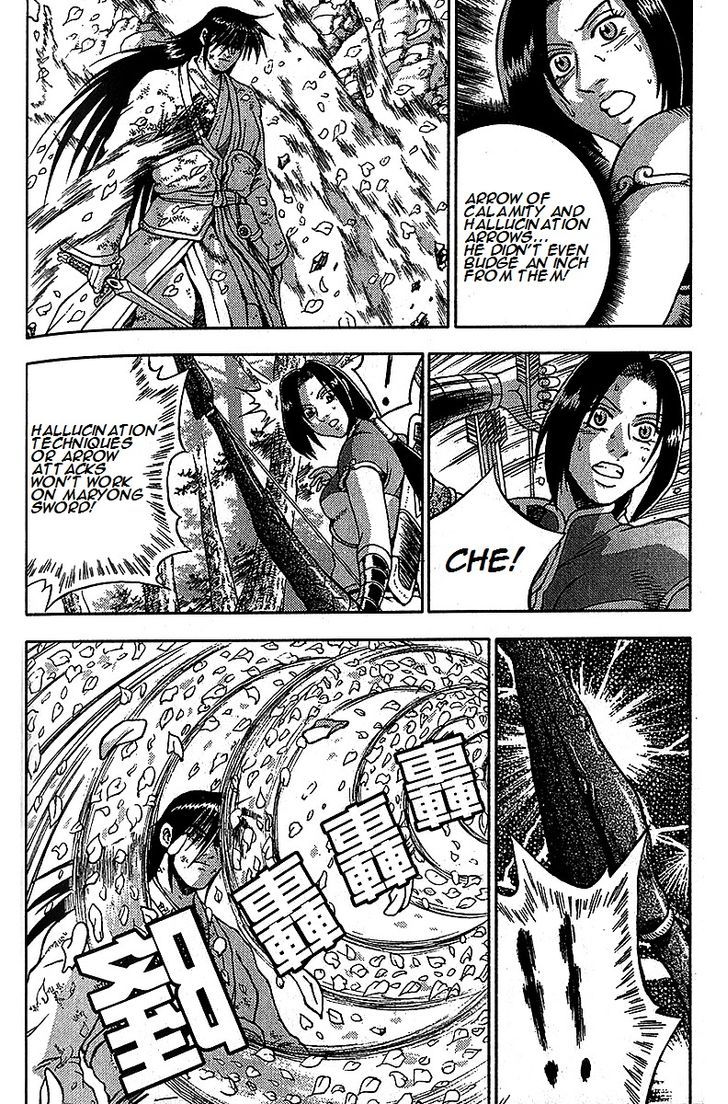 ARROW OF
CALAMITY AND
HALLUCINATION
ARROWS...
HE DIDN'T EVEN
BUDGE AN INCH
FROM THEM!
!
HALLUCINATION
TECHNIQUES
OR ARROW
ATTACKS
WON'T WORK
ON MARYONG
SWORD!
CHE!
轟
轟
轟
!!